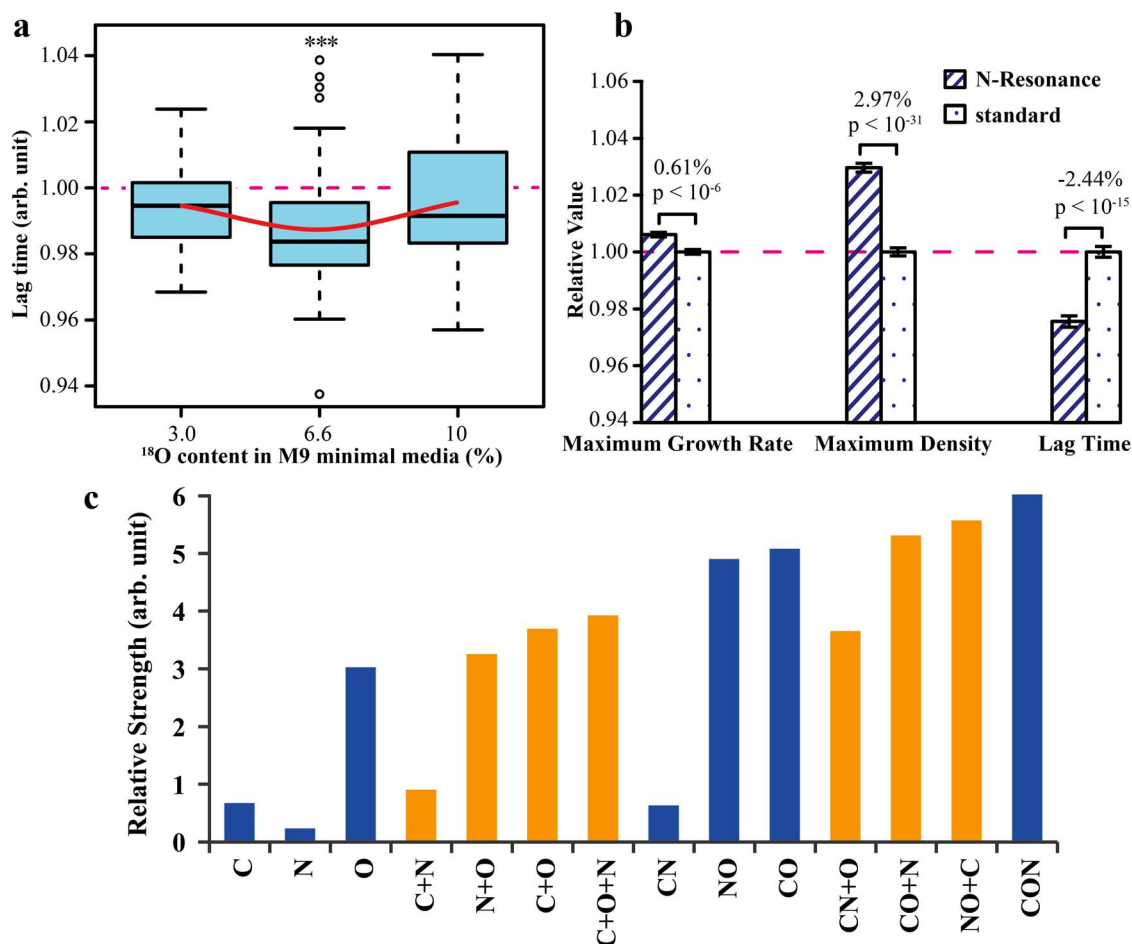 a
***
1.04
1.02
1.00
0.98
0.96
0.94
Lag time (arb. unit)
3.0 6.6 10
¹⁸O content in M9 minimal media (%)
b
N-Resonance
standard
1.06
1.04
1.02
1.00
0.98
0.96
0.94
Relative Value
0.61%
p < 10⁻⁶
2.97%
p < 10⁻³¹
-2.44%
p < 10⁻¹⁵
Maximum Growth Rate Maximum Density Lag Time
c
6
5
4
3
2
1
0
Relative Strength (arb. unit)
C
N
O
C+N
N+O
C+O
C+O+N
CN
NO
CO
CN+O
CO+N
NO+C
CON